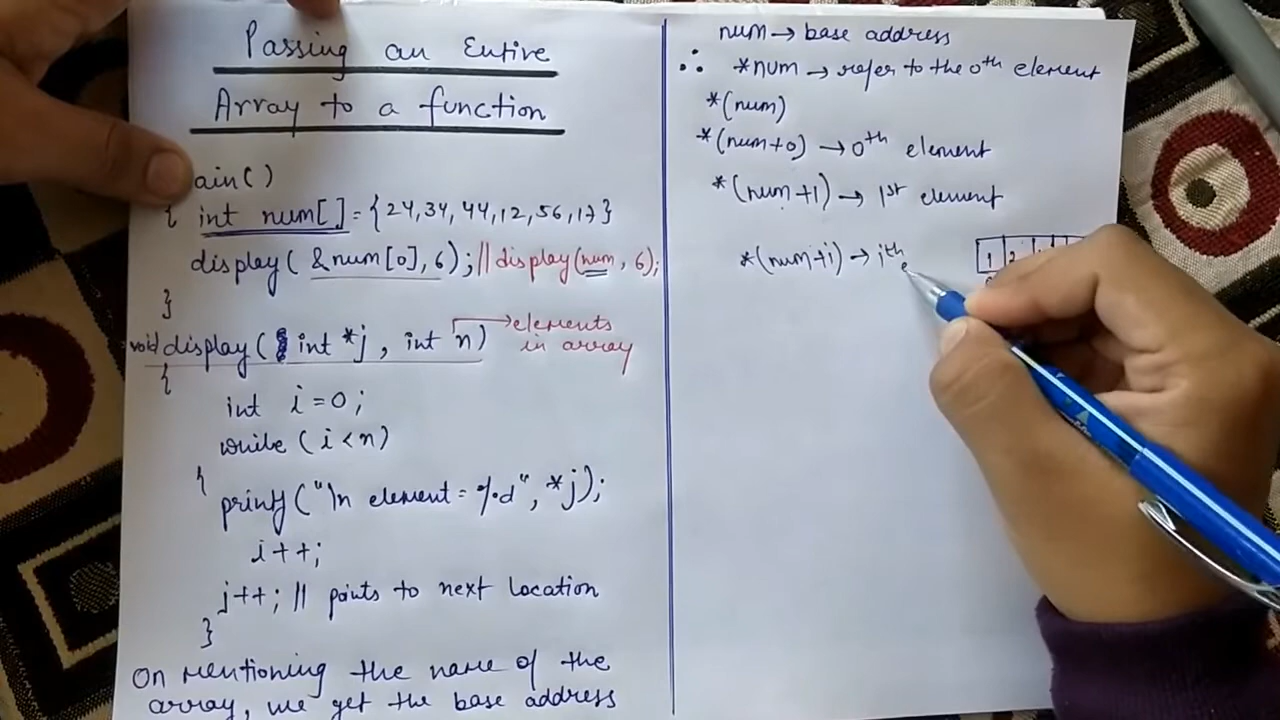 Passing an Entire
Array to a function
ain()
{ int num[] = {24,34,44,12,56,17}
display( &num[0], 6); // display(num, 6);
}
void display( int *j , int n) → elements
in array
{
int i = 0 ;
while ( i < n )
{
printf("\n element = %d", *j);
i++;
j++; // points to next location
}
On mentioning the name of the
array, we get the base address
num → base address
∴ *num → refer to the 0th element
*(num)
*(num+0) → 0th element
*(num+1) → 1st element
*(num+i) → ith e
1 2